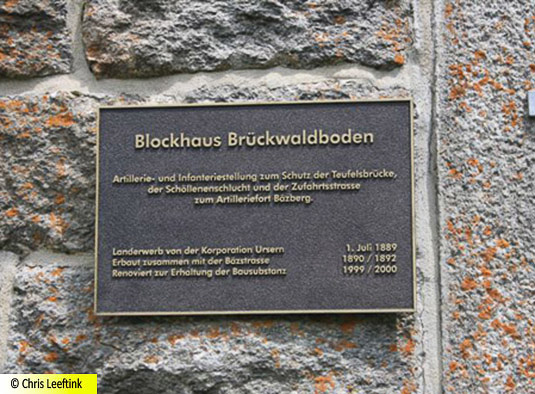 Blockhaus Brückwaldboden
Artillerie- und Infanteriestellung zum Schutz der Teufelsbrücke,
der Schöllenenschlucht und der Zufahrtsstrasse
zum Artilleriefort Bäzberg.
Landerwerb von der Korporation Ursern 1. Juli 1889
Erbaut zusammen mit der Bäzstrasse 1890 / 1892
Renoviert zur Erhaltung der Bausubstanz 1999 / 2000
© Chris Leeftink